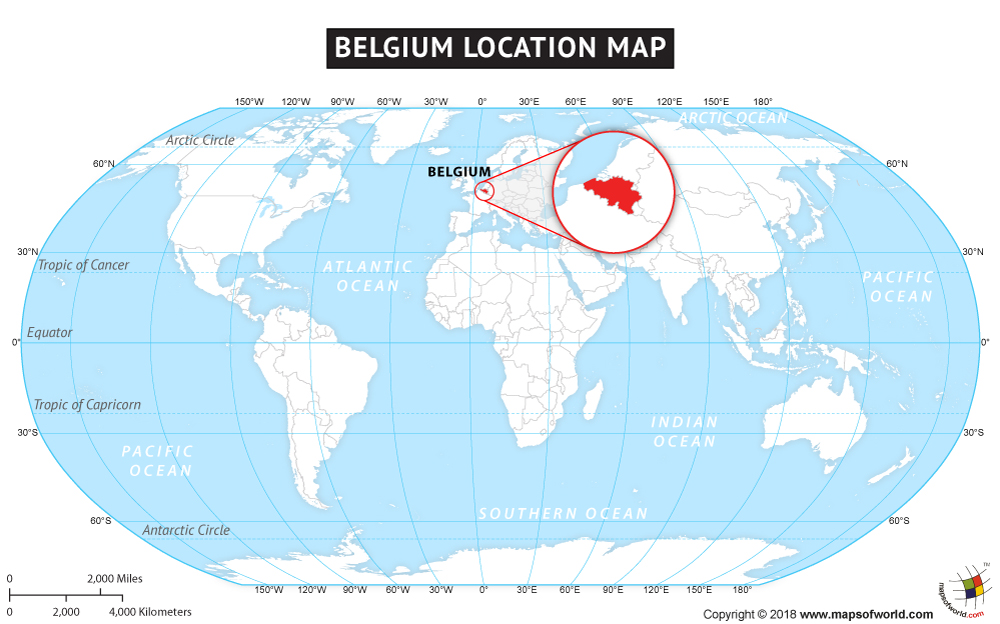 BELGIUM LOCATION MAP
150°W 120°W 90°W 60°W 30°W 0° 30°E 60°E 90°E 120°E 150°E 180°
ARCTIC OCEAN
Arctic Circle
60°N 60°N
BELGIUM
30°N 30°N
Tropic of Cancer
ATLANTIC
OCEAN
PACIFIC
OCEAN
Equator
0° 0°
Tropic of Capricorn
30°S 30°S
INDIAN
OCEAN
PACIFIC
OCEAN
SOUTHERN OCEAN
60°S 60°S
Antarctic Circle
150°W 120°W 90°W 60°W 30°W 0° 30°E 60°E 90°E 120°E 150°E 180°
0 2,000 Miles
0 2,000 4,000 Kilometers
TM
mapsofworld.com
Copyright © 2018 www.mapsofworld.com